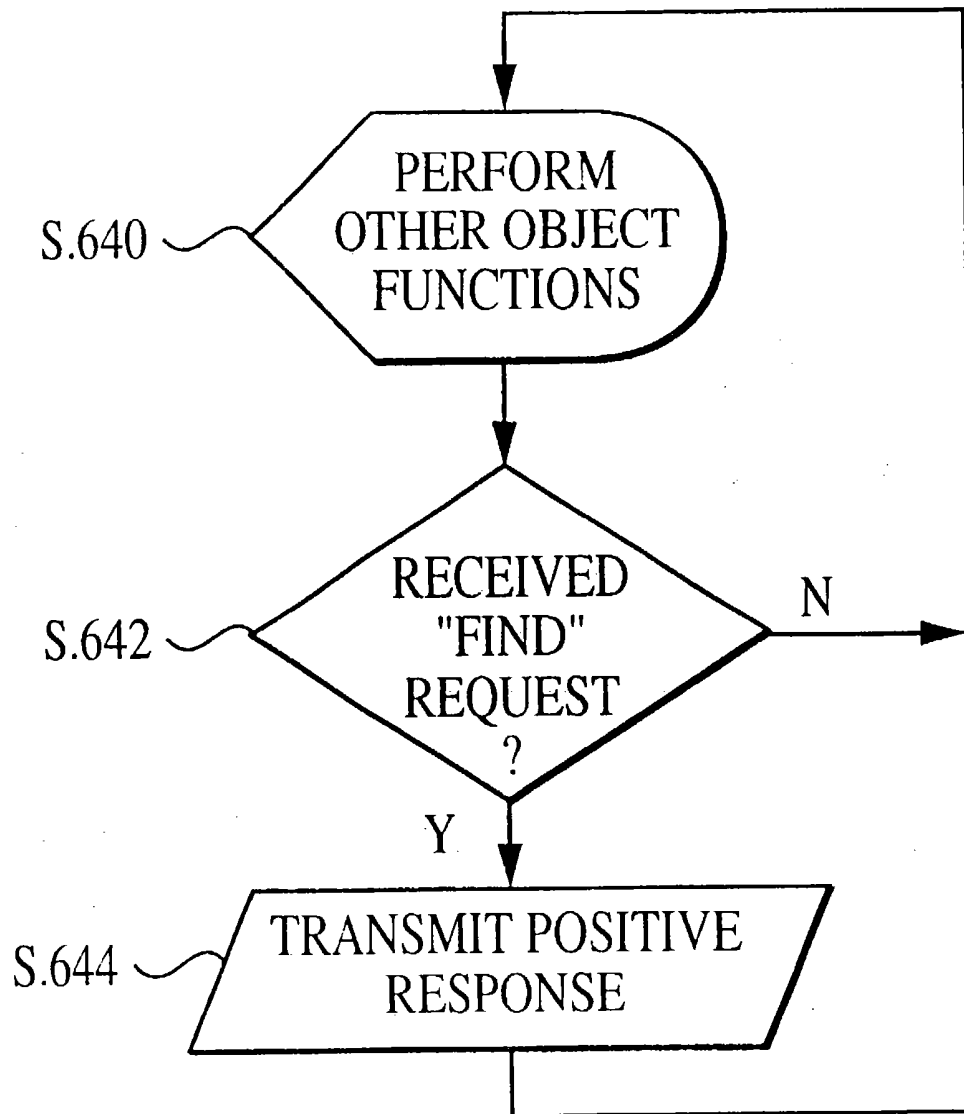 PERFORM
OTHER OBJECT
FUNCTIONS
S.640
RECEIVED
"FIND"
REQUEST
?
S.642
N
Y
TRANSMIT POSITIVE
RESPONSE
S.644